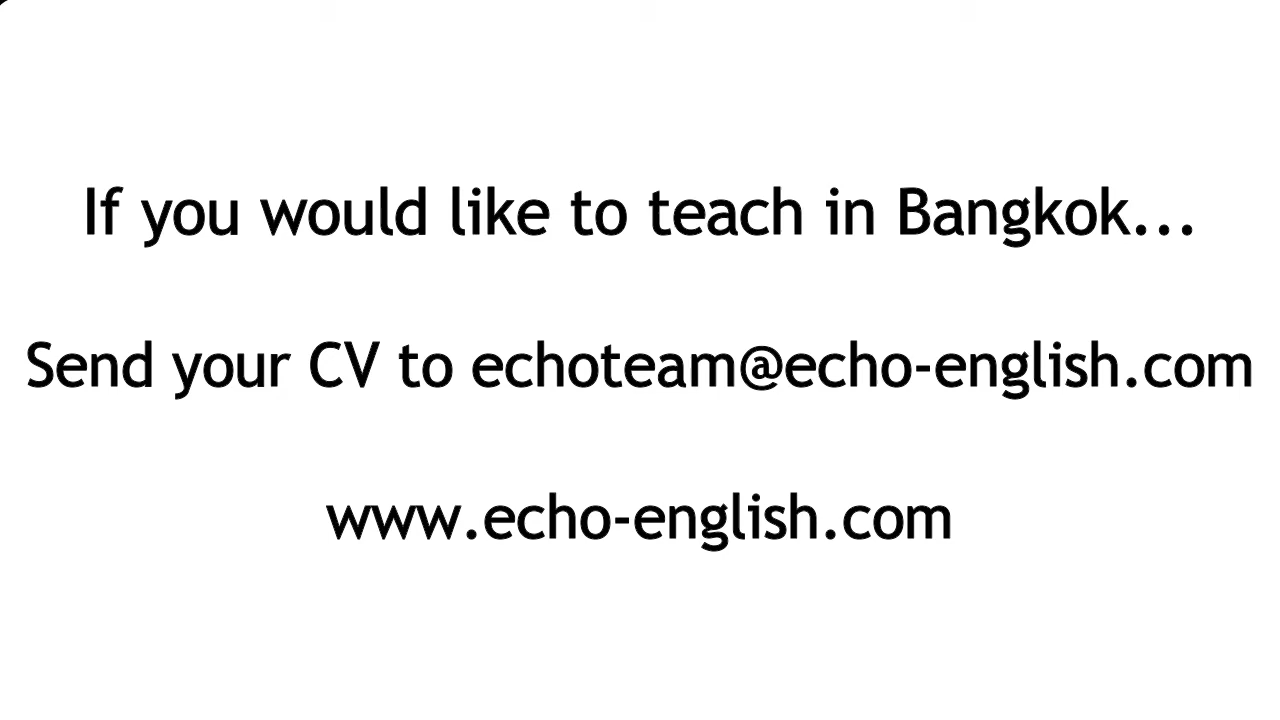 If you would like to teach in Bangkok...
Send your CV to echoteam@echo-english.com
www.echo-english.com